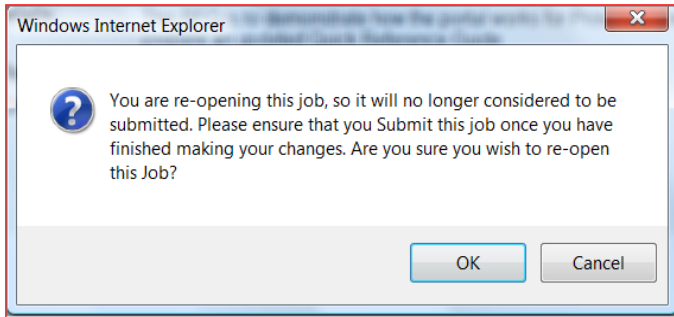 Windows Internet Explorer
You are re-opening this job, so it will no longer considered to be
submitted. Please ensure that you Submit this job once you have
finished making your changes. Are you sure you wish to re-open
this Job?
OK
Cancel